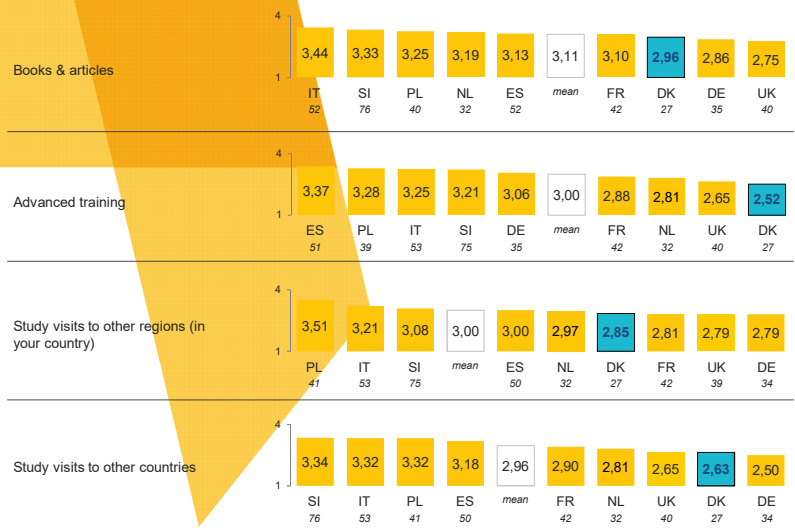 4
3,44 3,33 3,25 3,19 3,13 3,11 3,10 2,96 2,86 2,75
Books & articles
1
IT SI PL NL ES mean FR DK DE UK
52 76 40 32 52 42 27 35 40
4
3,37 3,28 3,25 3,21 3,06 3,00 2,88 2,81 2,65 2,52
Advanced training
1
ES PL IT SI DE mean FR NL UK DK
51 39 53 75 35 42 32 40 27
4
3,51 3,21 3,08 3,00 3,00 2,97 2,85 2,81 2,79 2,79
Study visits to other regions (in
your country)
1
PL IT SI mean ES NL DK FR UK DE
41 53 75 50 32 27 42 39 34
4
3,34 3,32 3,32 3,18 2,96 2,90 2,81 2,65 2,63 2,50
Study visits to other countries
1
SI IT PL ES mean FR NL UK DK DE
76 53 41 50 42 32 40 27 34